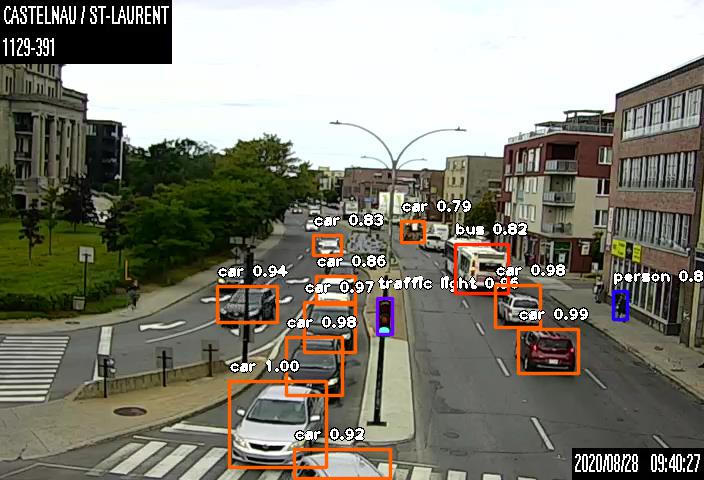 CASTELNAU / ST-LAURENT
1129-391
car 0.79
car 0.83
bus 0.82
car 0.86
car 0.94
car 0.98
person 0.8
car 0.97
traffic light 0.86
car 0.99
car 0.98
car 1.00
car 0.92
2020/08/28 09:40:27